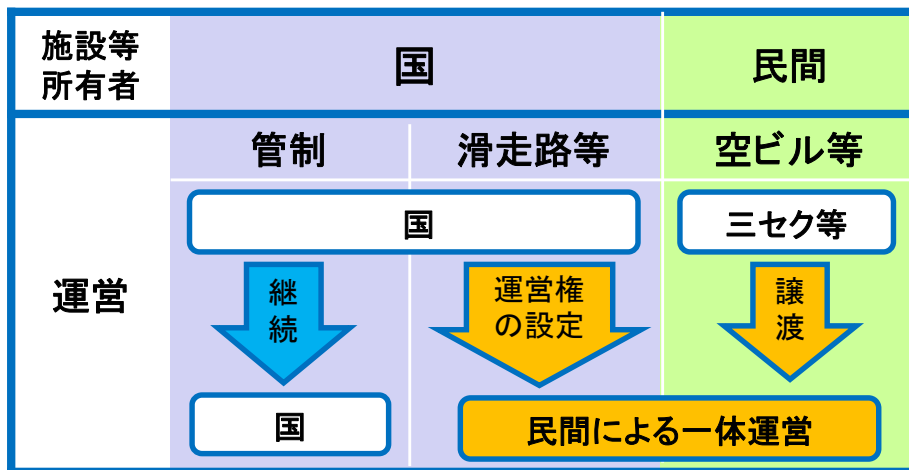 施設等
所有者
国
民間
管制
滑走路等
空ビル等
国
三セク等
運営
継
続
運営権
の設定
譲
渡
国
民間による一体運営